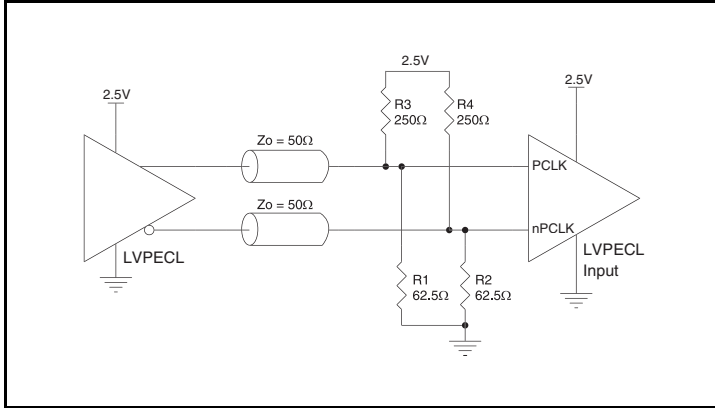 2.5V
2.5V
2.5V
R3
250Ω
R4
250Ω
Zo = 50Ω
PCLK
Zo = 50Ω
nPCLK
LVPECL
LVPECL
Input
R1
62.5Ω
R2
62.5Ω